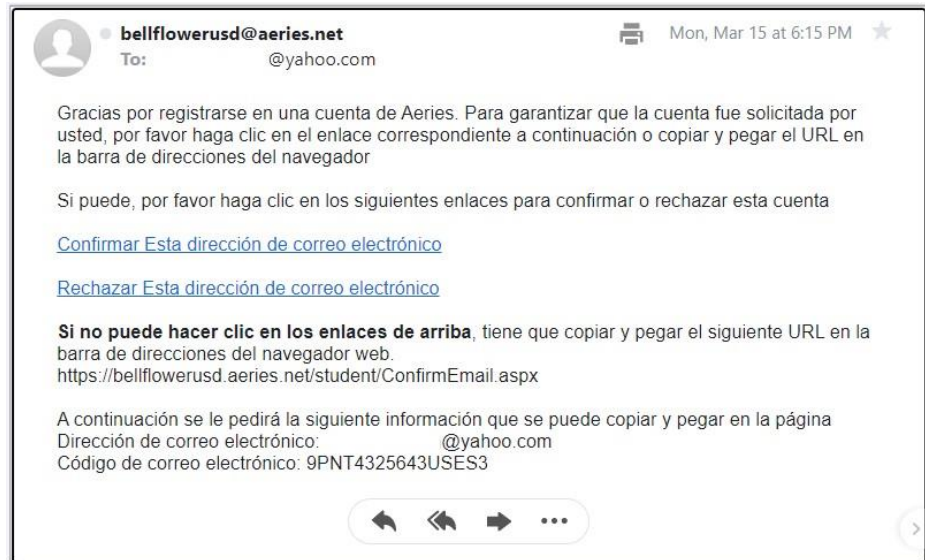 bellflowerusd@aeries.net
Mon, Mar 15 at 6:15 PM
To: @yahoo.com
Gracias por registrarse en una cuenta de Aeries. Para garantizar que la cuenta fue solicitada por
usted, por favor haga clic en el enlace correspondiente a continuación o copiar y pegar el URL en
la barra de direcciones del navegador
Si puede, por favor haga clic en los siguientes enlaces para confirmar o rechazar esta cuenta
Confirmar Esta dirección de correo electrónico
Rechazar Esta dirección de correo electrónico
Si no puede hacer clic en los enlaces de arriba, tiene que copiar y pegar el siguiente URL en la
barra de direcciones del navegador web.
https://bellflowerusd.aeries.net/student/ConfirmEmail.aspx
A continuación se le pedirá la siguiente información que se puede copiar y pegar en la página
Dirección de correo electrónico: @yahoo.com
Código de correo electrónico: 9PNT4325643USES3